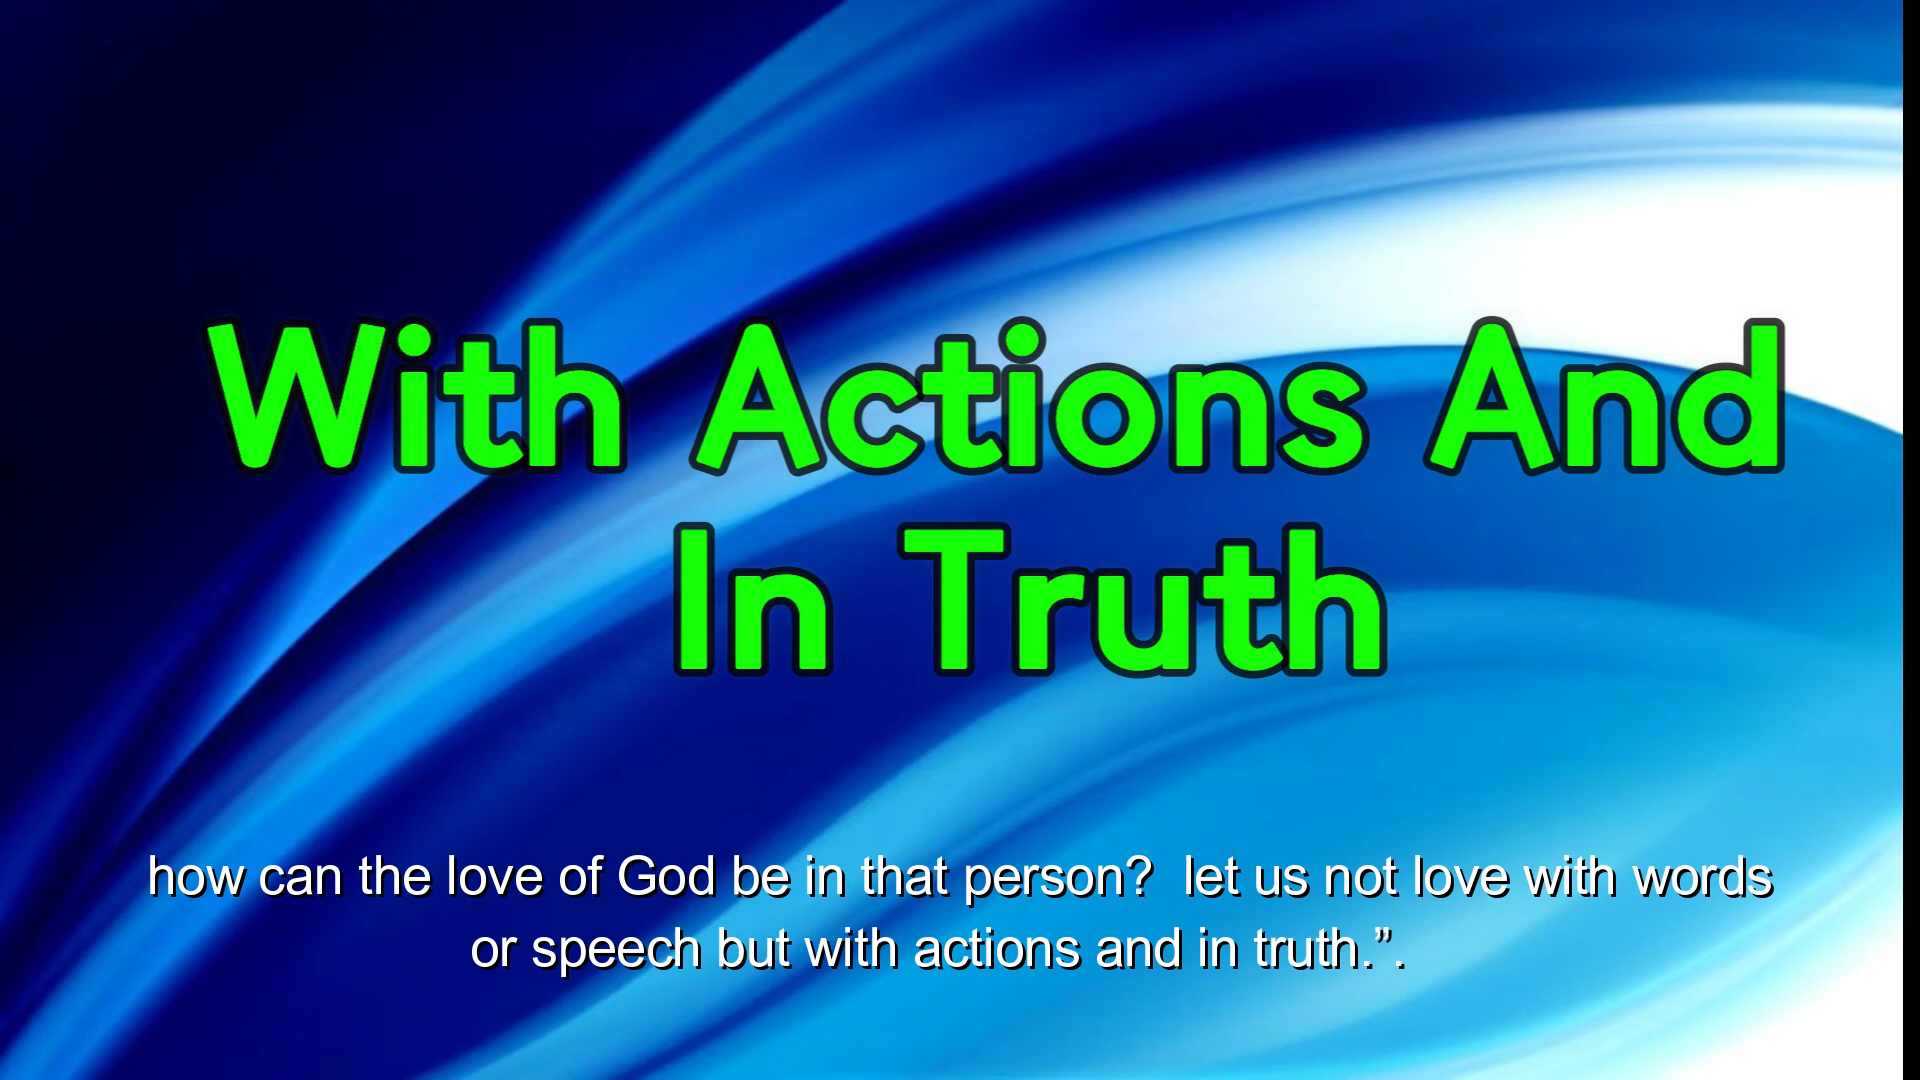 With Actions And
In Truth
how can the love of God be in that person?  let us not love with words
or speech but with actions and in truth.”.